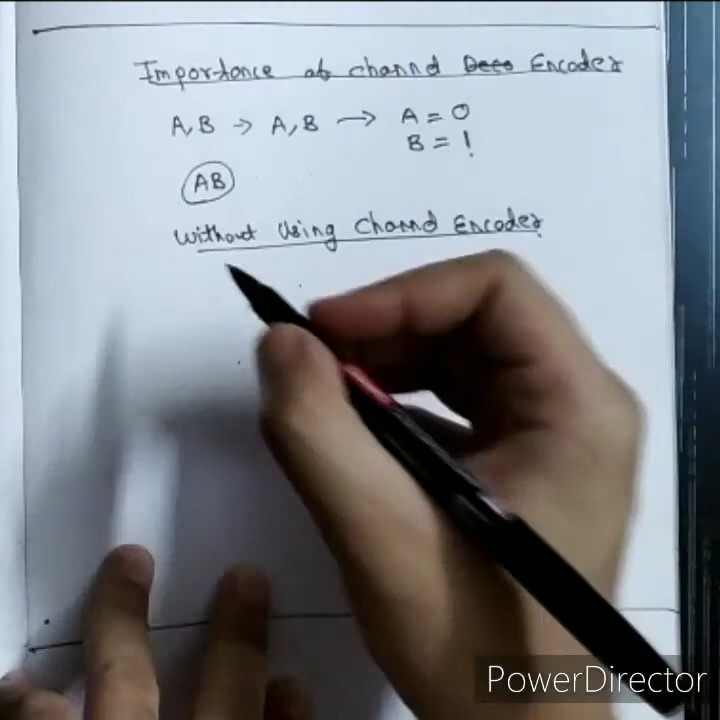 Importance of channel Deco Encoder
A,B → A,B → A = 0
B = 1
AB
Without Using Channel Encoder
PowerDirector